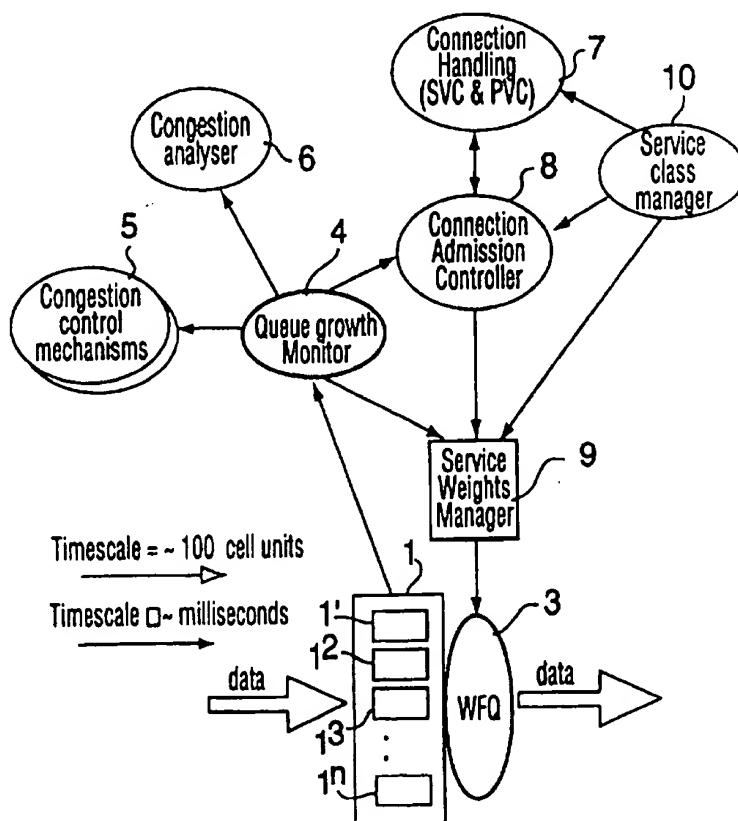 Connection
Handling
(SVC & PVC)
7
10
Service
class
manager
Congestion
analyser
6
8
Connection
Admission
Controller
5
Congestion
control
mechanisms
4
Queue growth
Monitor
Service
Weights
Manager
9
Timescale = ~ 100 cell units
Timescale □~ milliseconds
1
1'
1²
1³
1ⁿ
3
WFQ
data
data